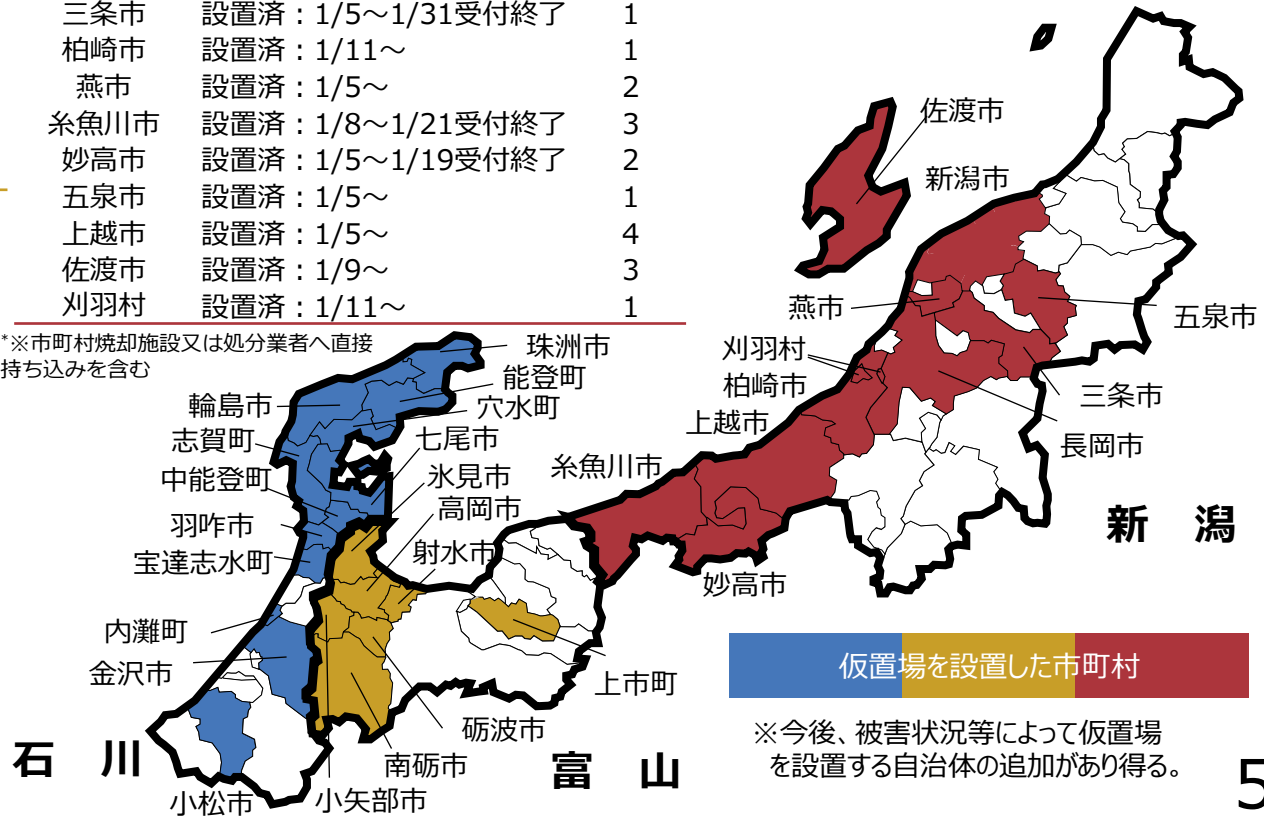 三条市 設置済：1/5～1/31受付終了 1
柏崎市 設置済：1/11～ 1
燕市 設置済：1/5～ 2
糸魚川市 設置済：1/8～1/21受付終了 3
妙高市 設置済：1/5～1/19受付終了 2
五泉市 設置済：1/5～ 1
上越市 設置済：1/5～ 4
佐渡市 設置済：1/9～ 3
刈羽村 設置済：1/11～ 1
*※市町村焼却施設又は処分業者へ直接
持ち込みを含む
佐渡市
新潟市
燕市
五泉市
刈羽村
柏崎市
三条市
上越市
長岡市
糸魚川市
妙高市
新 潟
珠洲市
能登町
輪島市
穴水町
志賀町
七尾市
中能登町
氷見市
高岡市
羽咋市
射水市
宝達志水町
内灘町
金沢市
上市町
砺波市
南砺市
石 川
富 山
小松市
小矢部市
仮置場を設置した市町村
※今後、被害状況等によって仮置場
を設置する自治体の追加があり得る。
5